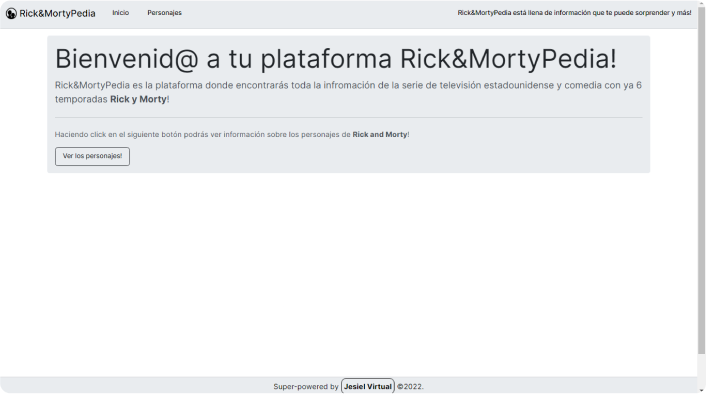 Rick&MortyPedia Inicio Personajes Rick&MortyPedia está llena de información que te puede sorprender y más!
Bienvenid@ a tu plataforma Rick&MortyPedia!
Rick&MortyPedia es la plataforma donde encontrarás toda la infromación de la serie de televisión estadounidense y comedia con ya 6
temporadas Rick y Morty!
Haciendo click en el siguiente botón podrás ver información sobre los personajes de Rick and Morty!
Ver los personajes!
Super-powered by Jesiel Virtual ©2022.